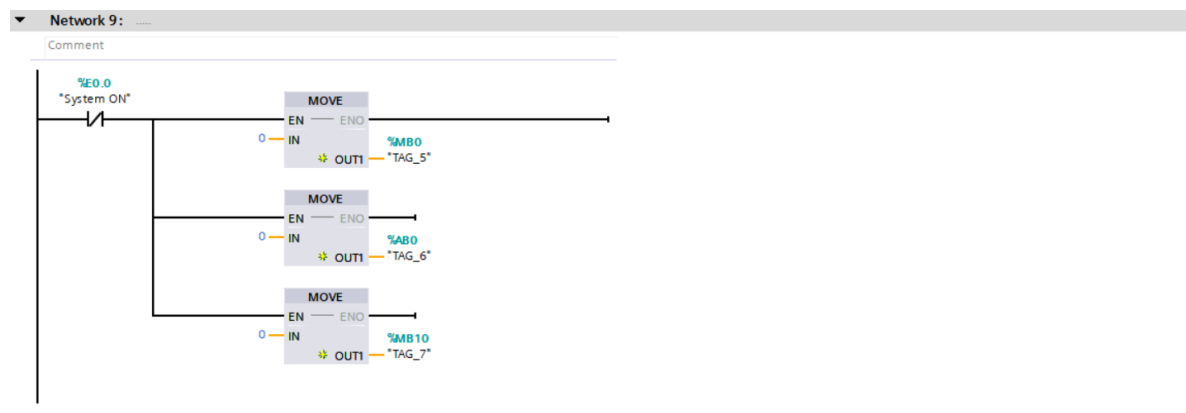 Network 9: .....
Comment
%E0.0
"System ON"
MOVE
EN ENO
0 IN
%MB0
OUT1 "TAG_5"
MOVE
EN ENO
0 IN
%AB0
OUT1 "TAG_6"
MOVE
EN ENO
0 IN
%MB10
OUT1 "TAG_7"